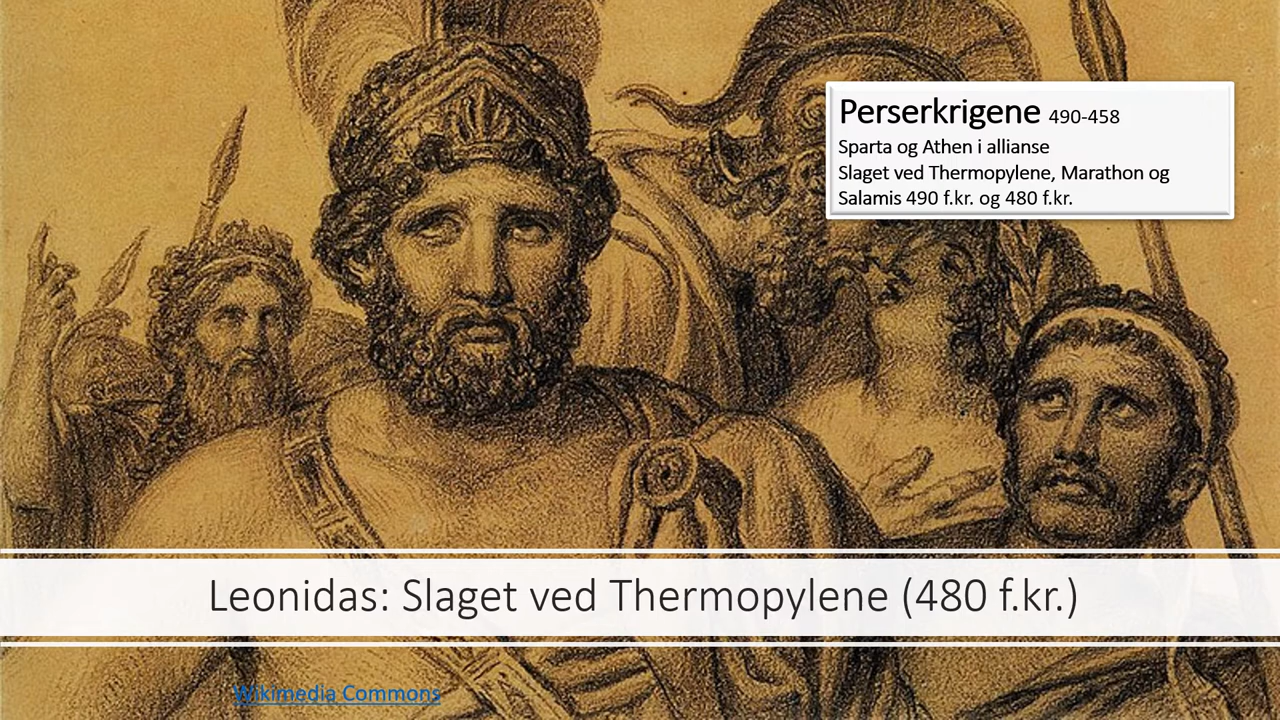 Perserkrigene 490-458
Sparta og Athen i allianse
Slaget ved Thermopylene, Marathon og
Salamis 490 f.kr. og 480 f.kr.
Leonidas: Slaget ved Thermopylene (480 f.kr.)
Wikimedia Commons